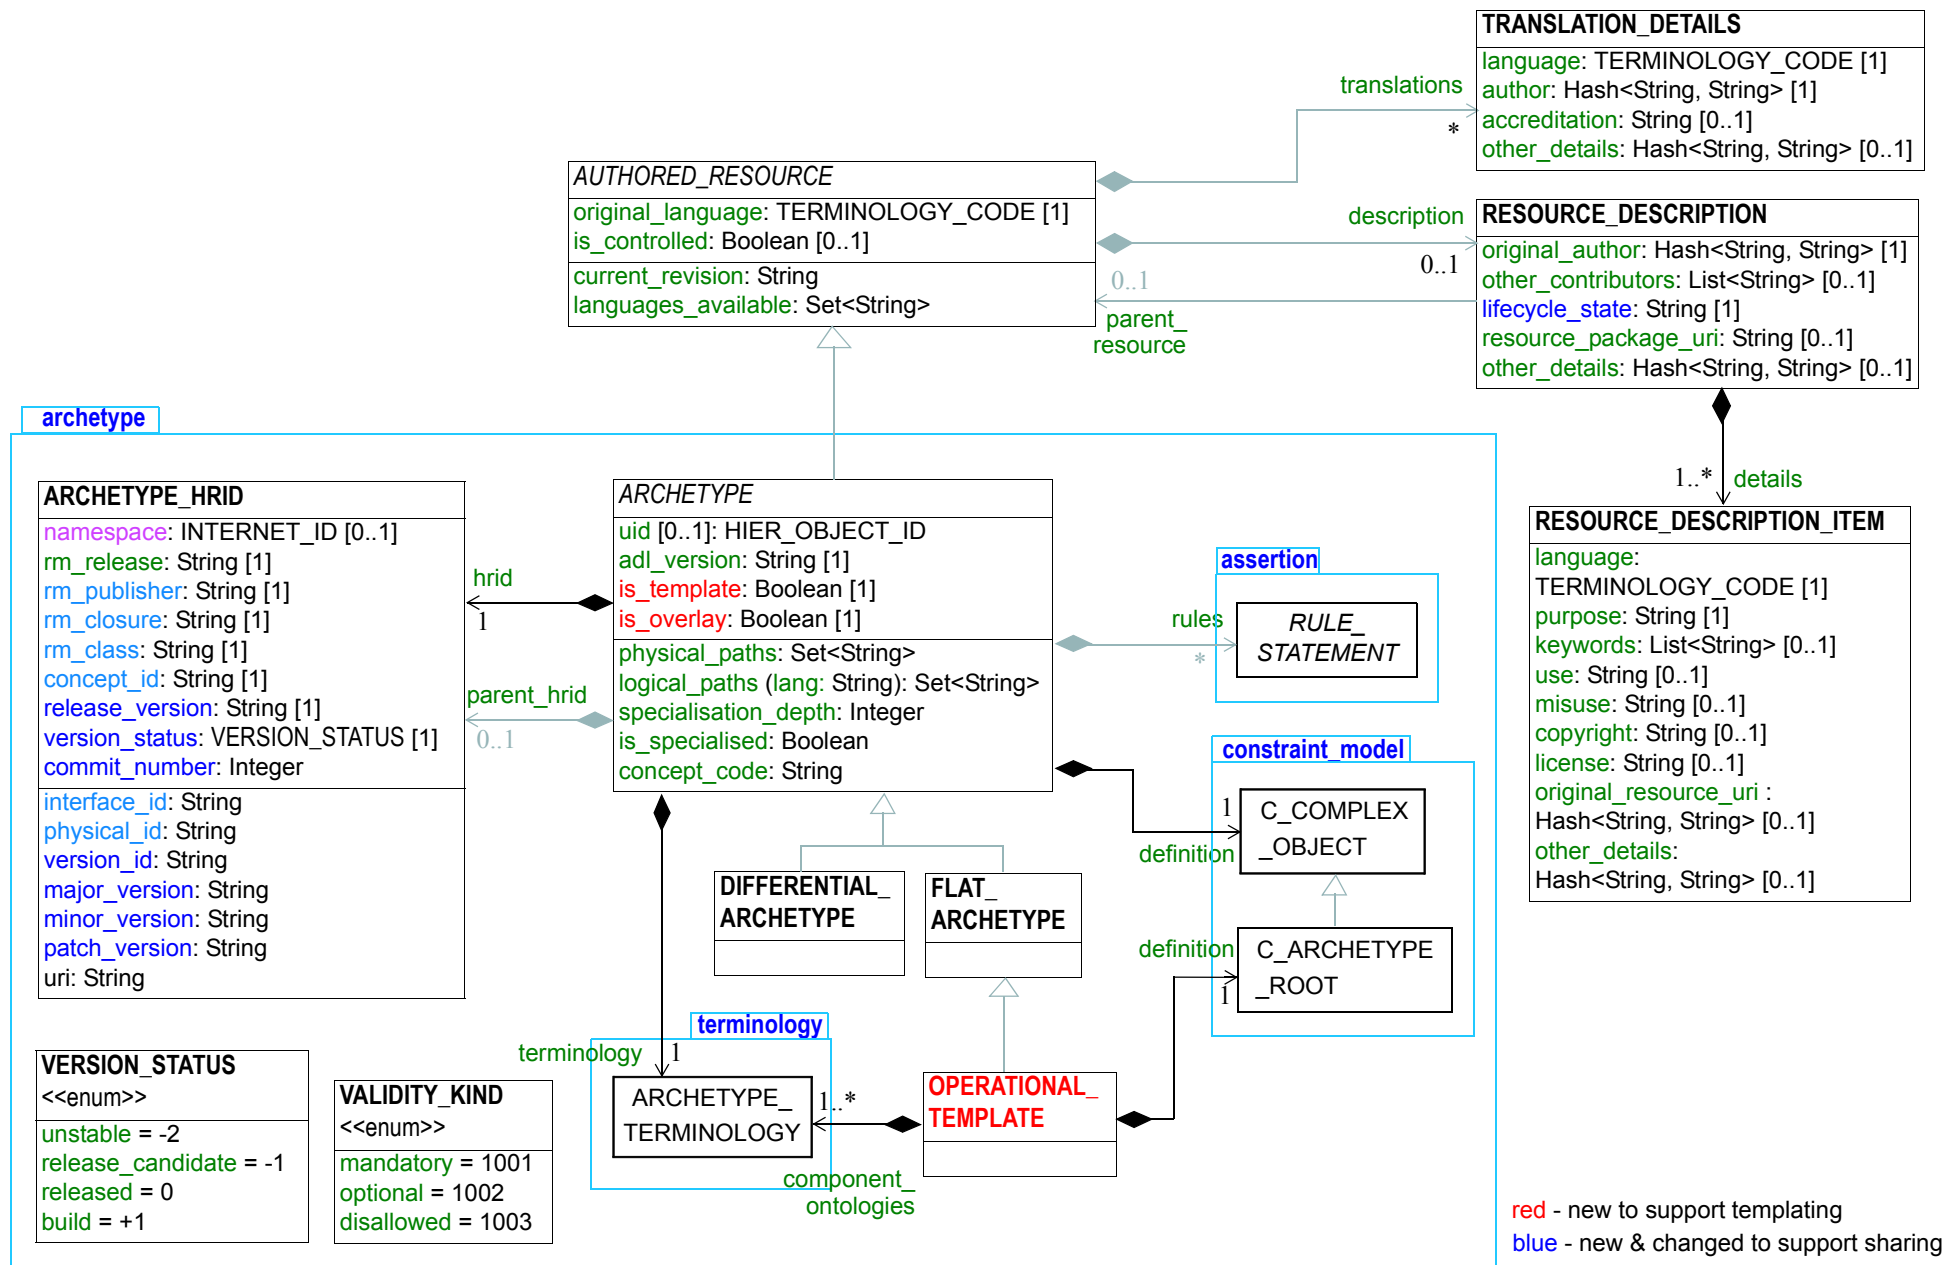 TRANSLATION_DETAILS
language: TERMINOLOGY_CODE [1]
author: Hash<String, String> [1]
accreditation: String [0..1]
other_details: Hash<String, String> [0..1]
translations
*
AUTHORED_RESOURCE
original_language: TERMINOLOGY_CODE [1]
is_controlled: Boolean [0..1]
current_revision: String
languages_available: Set<String>
description
0..1
0..1
parent_
resource
RESOURCE_DESCRIPTION
original_author: Hash<String, String> [1]
other_contributors: List<String> [0..1]
lifecycle_state: String [1]
resource_package_uri: String [0..1]
other_details: Hash<String, String> [0..1]
1..*
details
RESOURCE_DESCRIPTION_ITEM
language:
TERMINOLOGY_CODE [1]
purpose: String [1]
keywords: List<String> [0..1]
use: String [0..1]
misuse: String [0..1]
copyright: String [0..1]
license: String [0..1]
original_resource_uri :
Hash<String, String> [0..1]
other_details:
Hash<String, String> [0..1]
archetype
ARCHETYPE_HRID
namespace: INTERNET_ID [0..1]
rm_release: String [1]
rm_publisher: String [1]
rm_closure: String [1]
rm_class: String [1]
concept_id: String [1]
release_version: String [1]
version_status: VERSION_STATUS [1]
commit_number: Integer
interface_id: String
physical_id: String
version_id: String
major_version: String
minor_version: String
patch_version: String
uri: String
hrid
1
parent_hrid
0..1
ARCHETYPE
uid [0..1]: HIER_OBJECT_ID
adl_version: String [1]
is_template: Boolean [1]
is_overlay: Boolean [1]
physical_paths: Set<String>
logical_paths (lang: String): Set<String>
specialisation_depth: Integer
is_specialised: Boolean
concept_code: String
assertion
rules
*
RULE_
STATEMENT
constraint_model
1
definition
C_COMPLEX
_OBJECT
definition
1
C_ARCHETYPE
_ROOT
DIFFERENTIAL_
ARCHETYPE
FLAT_
ARCHETYPE
terminology
terminology
1
ARCHETYPE_
TERMINOLOGY
1..*
component_
ontologies
OPERATIONAL_
TEMPLATE
VERSION_STATUS
<<enum>>
unstable = -2
release_candidate = -1
released = 0
build = +1
VALIDITY_KIND
<<enum>>
mandatory = 1001
optional = 1002
disallowed = 1003
red - new to support templating
blue - new & changed to support sharing